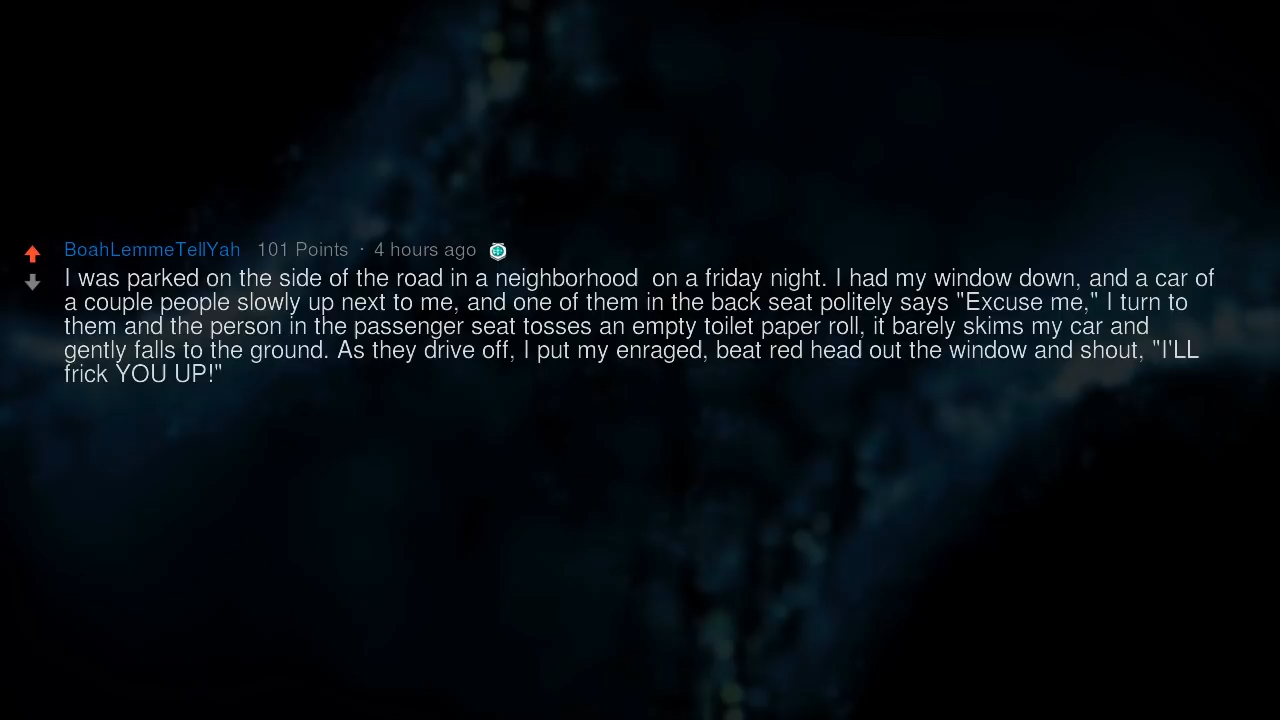 BoahLemmeTellYah 101 Points · 4 hours ago
I was parked on the side of the road in a neighborhood  on a friday night. I had my window down, and a car of
a couple people slowly up next to me, and one of them in the back seat politely says "Excuse me," I turn to
them and the person in the passenger seat tosses an empty toilet paper roll, it barely skims my car and
gently falls to the ground. As they drive off, I put my enraged, beat red head out the window and shout, "I'LL
frick YOU UP!"